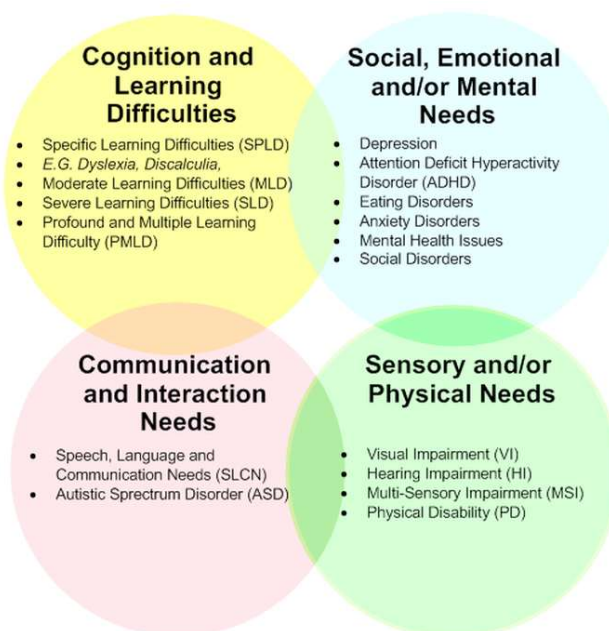 Cognition and
Learning
Difficulties
• Specific Learning Difficulties (SPLD)
• E.G. Dyslexia, Discalculia,
• Moderate Learning Difficulties (MLD)
• Severe Learning Difficulties (SLD)
• Profound and Multiple Learning
Difficulty (PMLD)
Social, Emotional
and/or Mental
Needs
• Depression
• Attention Deficit Hyperactivity
Disorder (ADHD)
• Eating Disorders
• Anxiety Disorders
• Mental Health Issues
• Social Disorders
Communication
and Interaction
Needs
• Speech, Language and
Communication Needs (SLCN)
• Autistic Spectrum Disorder (ASD)
Sensory and/or
Physical Needs
• Visual Impairment (VI)
• Hearing Impairment (HI)
• Multi-Sensory Impairment (MSI)
• Physical Disability (PD)